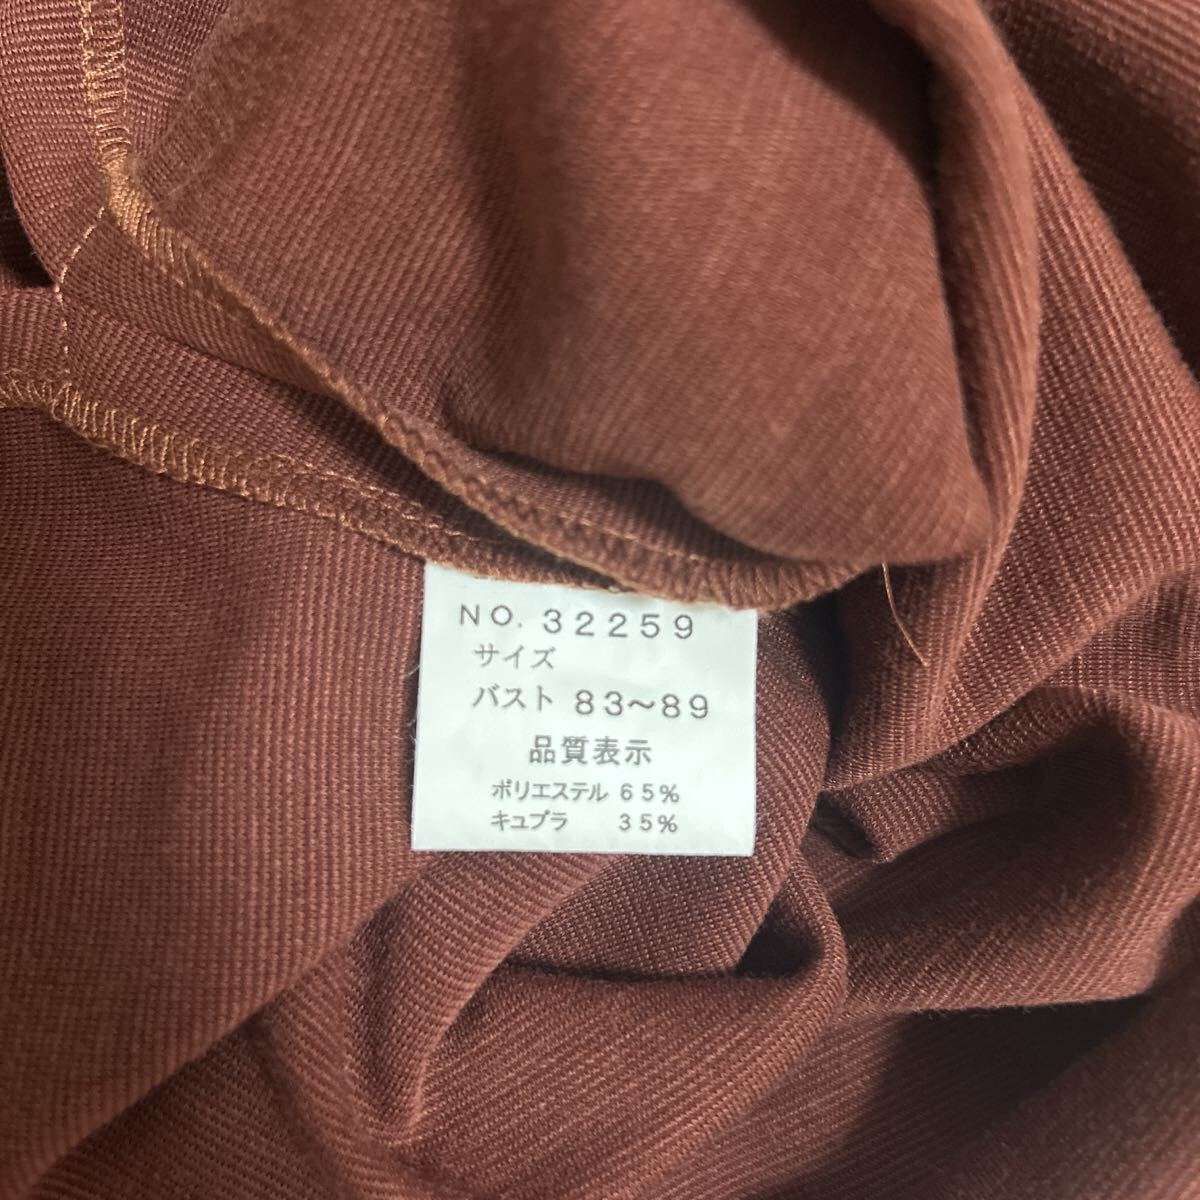 NO. 32259
サイズ
バスト 83〜89
品質表示
ポリエステル 65%
キュプラ 35%